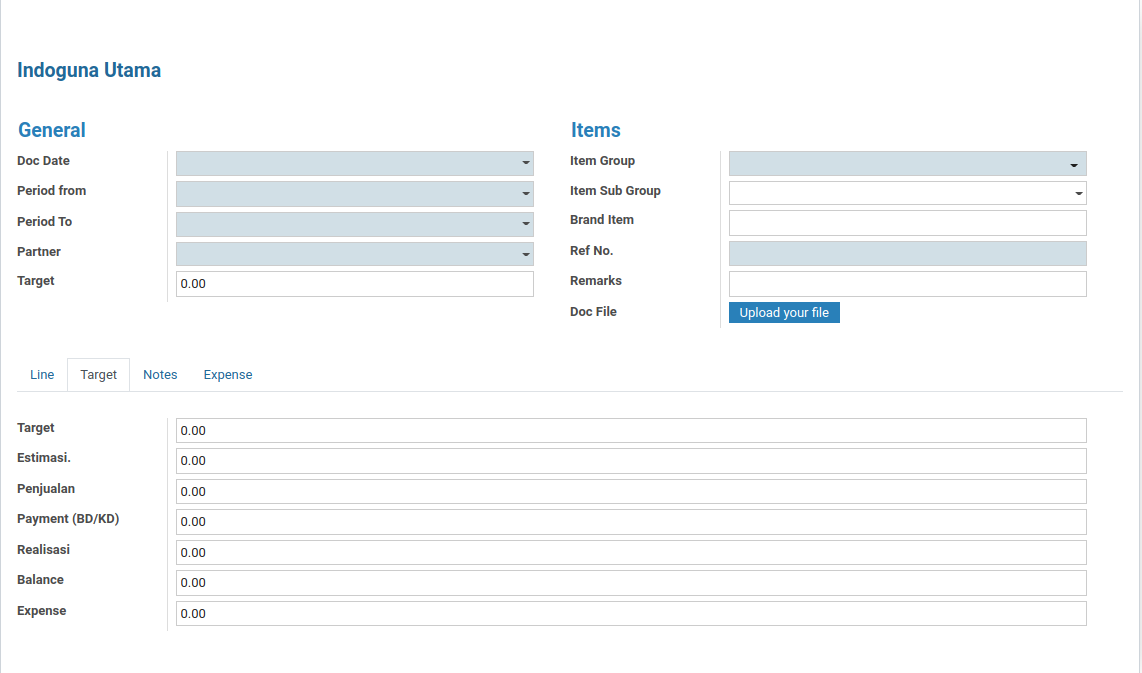 Indoguna Utama
General
Doc Date
Period from
Period To
Partner
Target 0.00
Items
Item Group
Item Sub Group
Brand Item
Ref No.
Remarks
Doc File Upload your file
Line Target Notes Expense
Target 0.00
Estimasi. 0.00
Penjualan 0.00
Payment (BD/KD) 0.00
Realisasi 0.00
Balance 0.00
Expense 0.00